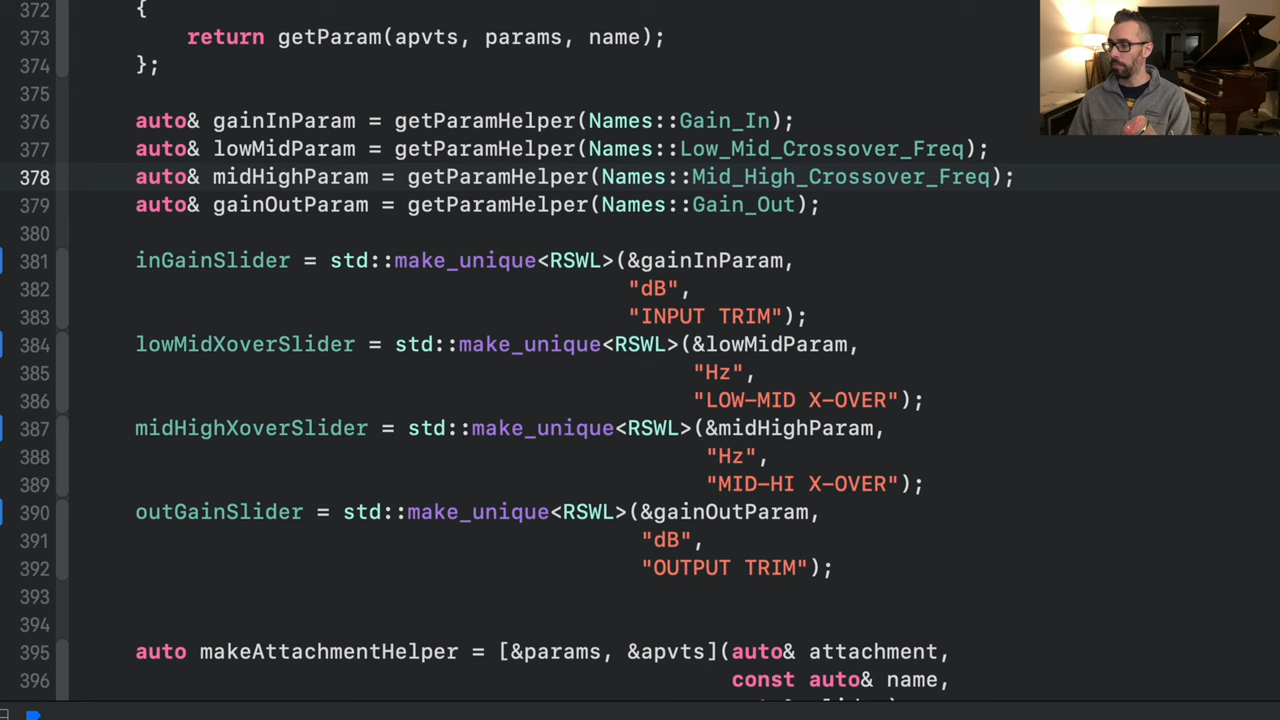 372 {
373 return getParam(apvts, params, name);
374 };
375
376 auto& gainInParam = getParamHelper(Names::Gain_In);
377 auto& lowMidParam = getParamHelper(Names::Low_Mid_Crossover_Freq);
378 auto& midHighParam = getParamHelper(Names::Mid_High_Crossover_Freq);
379 auto& gainOutParam = getParamHelper(Names::Gain_Out);
380
381 inGainSlider = std::make_unique<RSWL>(&gainInParam,
382 "dB",
383 "INPUT TRIM");
384 lowMidXoverSlider = std::make_unique<RSWL>(&lowMidParam,
385 "Hz",
386 "LOW-MID X-OVER");
387 midHighXoverSlider = std::make_unique<RSWL>(&midHighParam,
388 "Hz",
389 "MID-HI X-OVER");
390 outGainSlider = std::make_unique<RSWL>(&gainOutParam,
391 "dB",
392 "OUTPUT TRIM");
393
394
395 auto makeAttachmentHelper = [&params, &apvts](auto& attachment,
396 const auto& name,